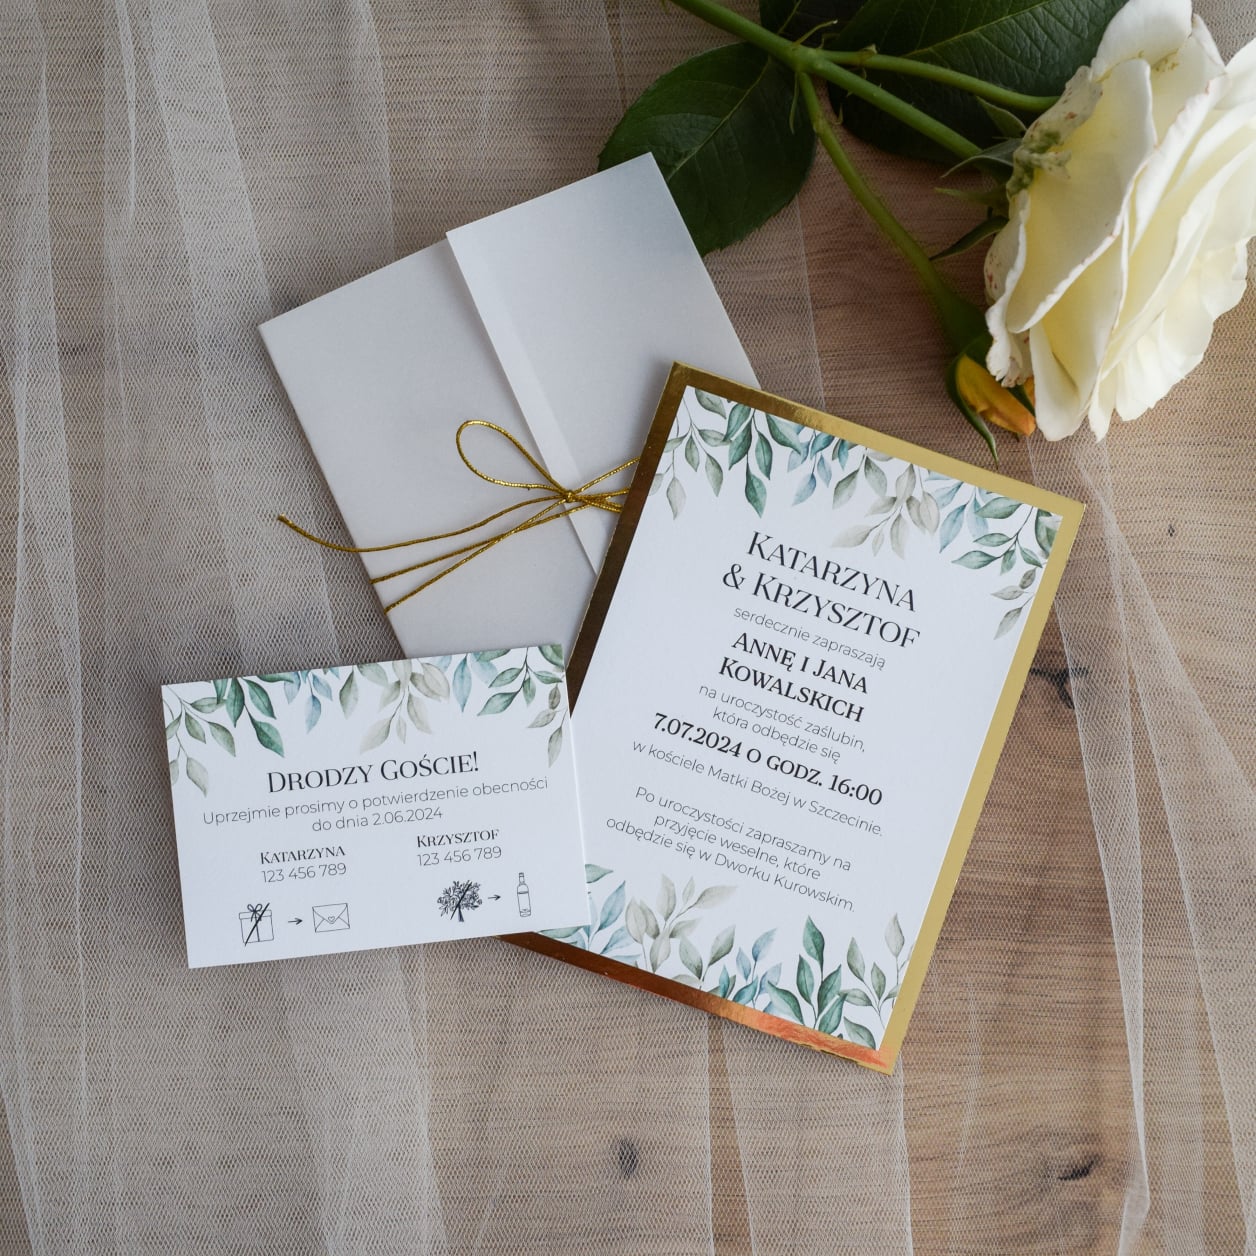 KATARZYNA
& KRZYSZTOF
serdecznie zapraszają
ANNĘ I JANA
KOWALSKICH
na uroczystość zaślubin,
która odbędzie się
7.07.2024 O GODZ. 16:00
w kościele Matki Bożej w Szczecinie.
Po uroczystości zapraszamy na
przyjęcie weselne, które
odbędzie się w Dworku Kurowskim.
DRODZY GOŚCIE!
Uprzejmie prosimy o potwierdzenie obecności
do dnia 2.06.2024
KATARZYNA
123 456 789
KRZYSZTOF
123 456 789